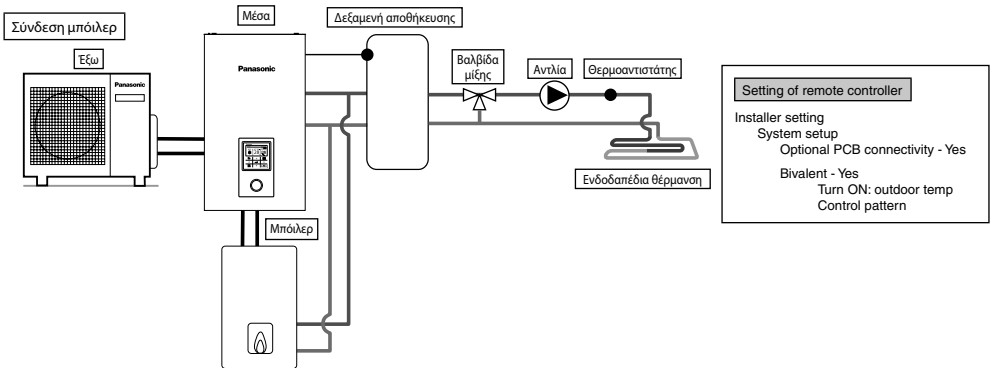 Σύνδεση μπόιλερ
Έξω
Panasonic
Μέσα
Panasonic
Μπόιλερ
Δεξαμενή αποθήκευσης
Βαλβίδα
μίξης
Αντλία
Θερμοαντιστάτης
Ενδοδαπέδια θέρμανση
Setting of remote controller
Installer setting
System setup
Optional PCB connectivity - Yes
Bivalent - Yes
Turn ON: outdoor temp
Control pattern